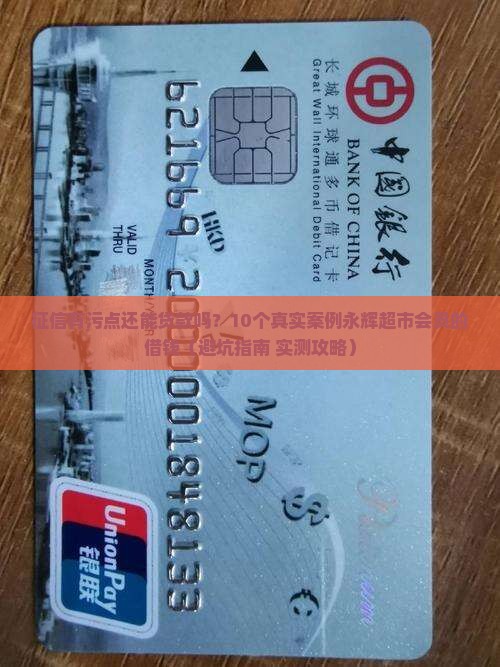 中国银行
BANK OF CHINA
长城环球通多币借记卡
Great Wall International Debit Card
HKD
VALID
THRU
MOP
$
€
征信有污点还能贷款吗？10个真实案例永辉超市会员
借钱 避坑指南 实测攻略）
UnionPay
银联